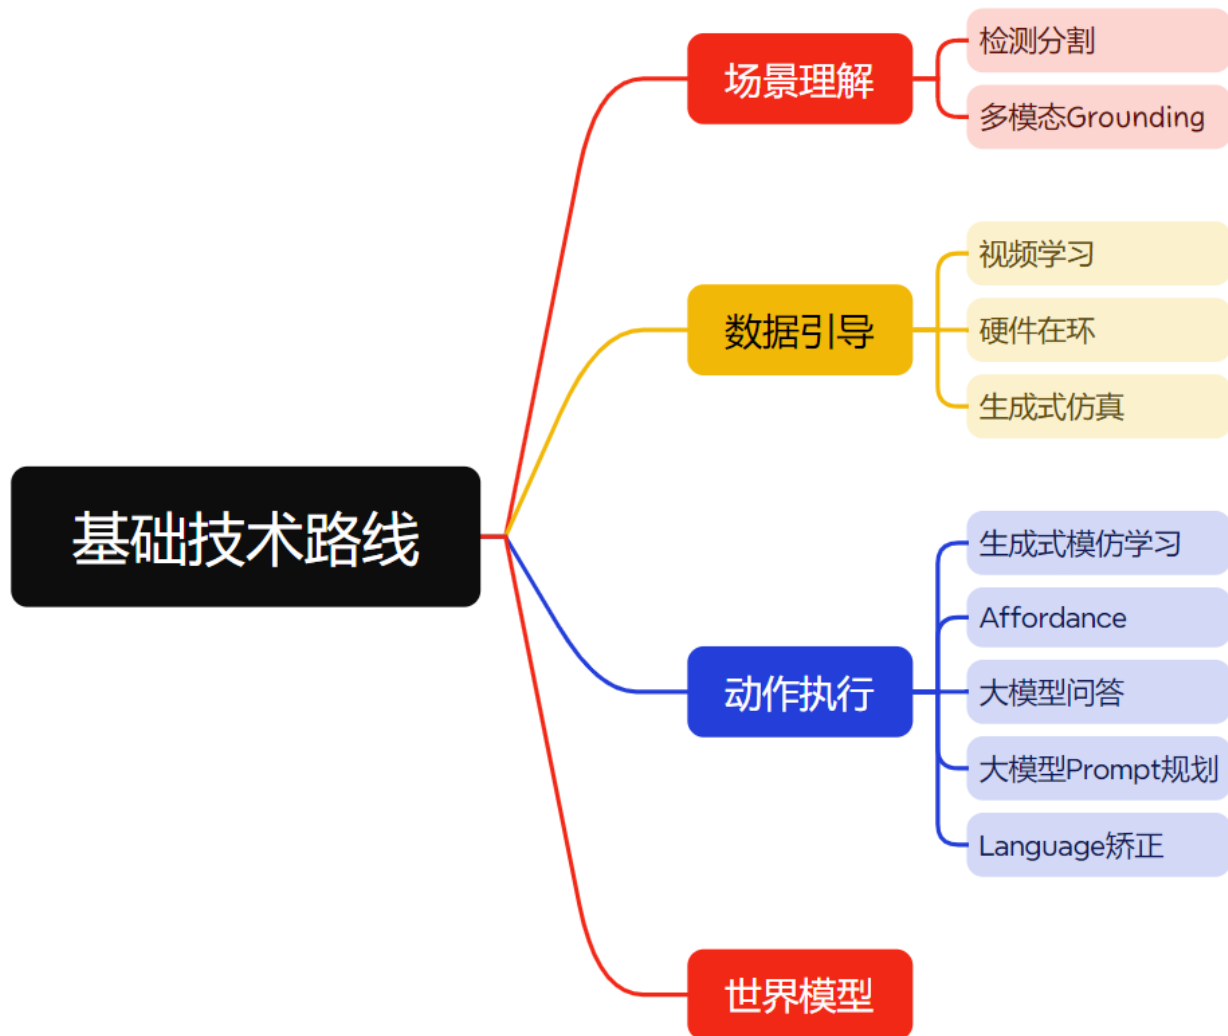 基础技术路线
场景理解
检测分割
多模态Grounding
数据引导
视频学习
硬件在环
生成式仿真
动作执行
生成式模仿学习
Affordance
大模型问答
大模型Prompt规划
Language矫正
世界模型